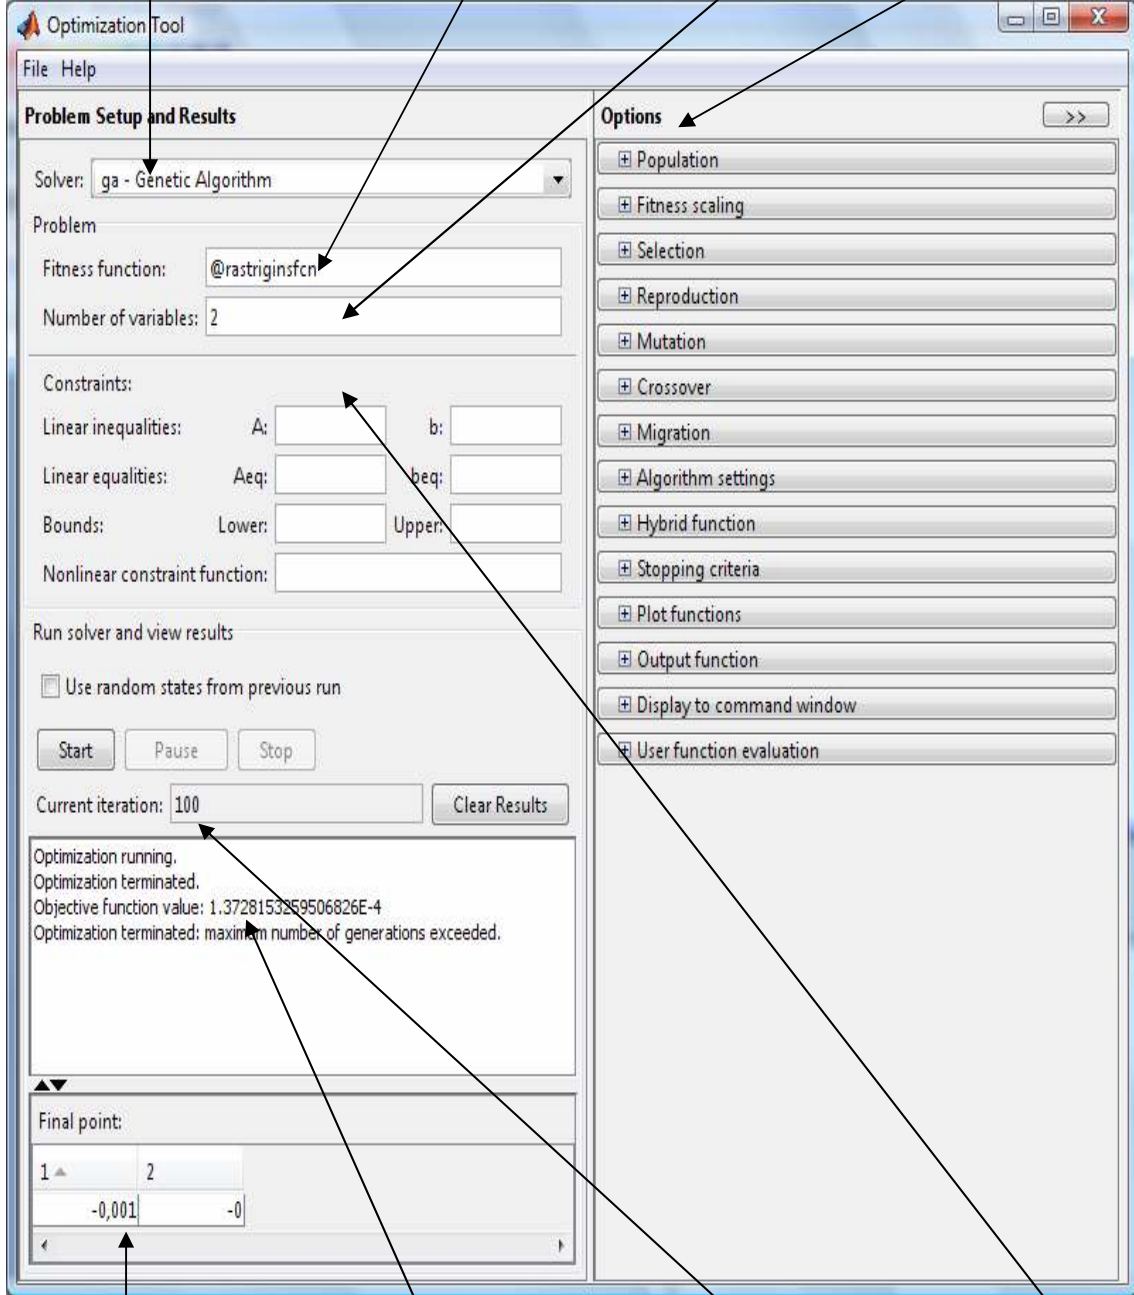 Optimization Tool
File Help
Problem Setup and Results
Solver: ga - Genetic Algorithm
Problem
Fitness function: @rastriginsfcn
Number of variables: 2
Constraints:
Linear inequalities: A: b:
Linear equalities: Aeq: beq:
Bounds: Lower: Upper:
Nonlinear constraint function:
Run solver and view results
Use random states from previous run
Start Pause Stop
Current iteration: 100 Clear Results
Optimization running.
Optimization terminated.
Objective function value: 1.3728153259506826E-4
Optimization terminated: maximum number of generations exceeded.
Final point:
1 2
-0,001 -0
Options >>
Population
Fitness scaling
Selection
Reproduction
Mutation
Crossover
Migration
Algorithm settings
Hybrid function
Stopping criteria
Plot functions
Output function
Display to command window
User function evaluation